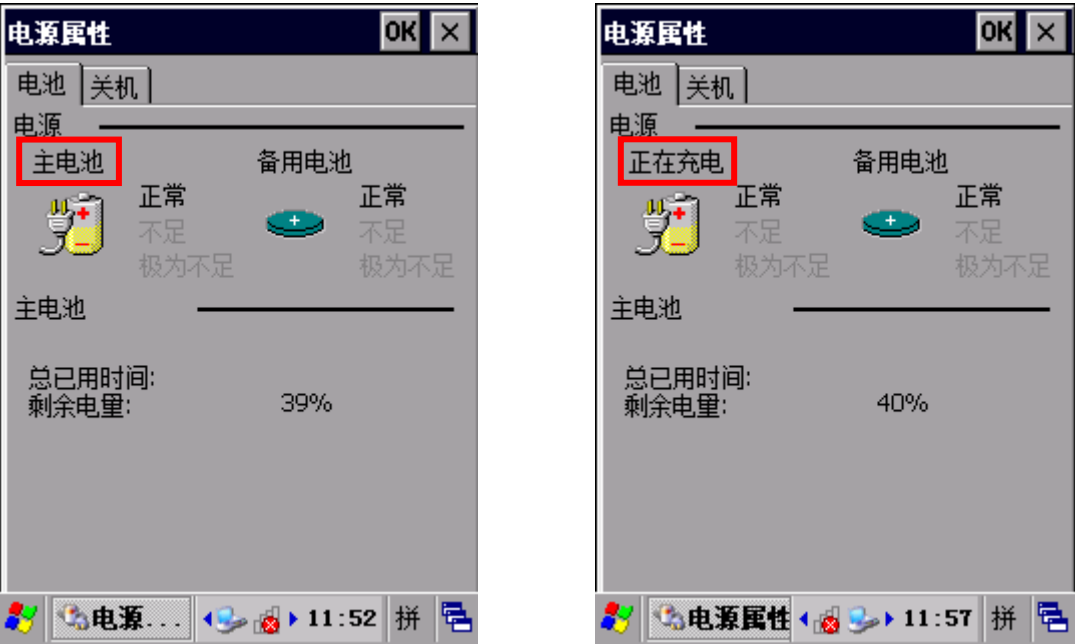 电源属性 OK ×
电池 关机
电源
主电池 备用电池
正常 正常
不足 不足
极为不足 极为不足
主电池
总已用时间:
剩余电量: 39%
电源... 11:52 拼
电源属性 OK ×
电池 关机
电源
正在充电 备用电池
正常 正常
不足 不足
极为不足 极为不足
主电池
总已用时间:
剩余电量: 40%
电源属性 11:57 拼